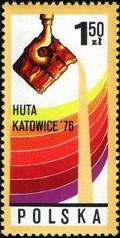 1.50
zł
HUTA
KATOWICE '76
POLSKA